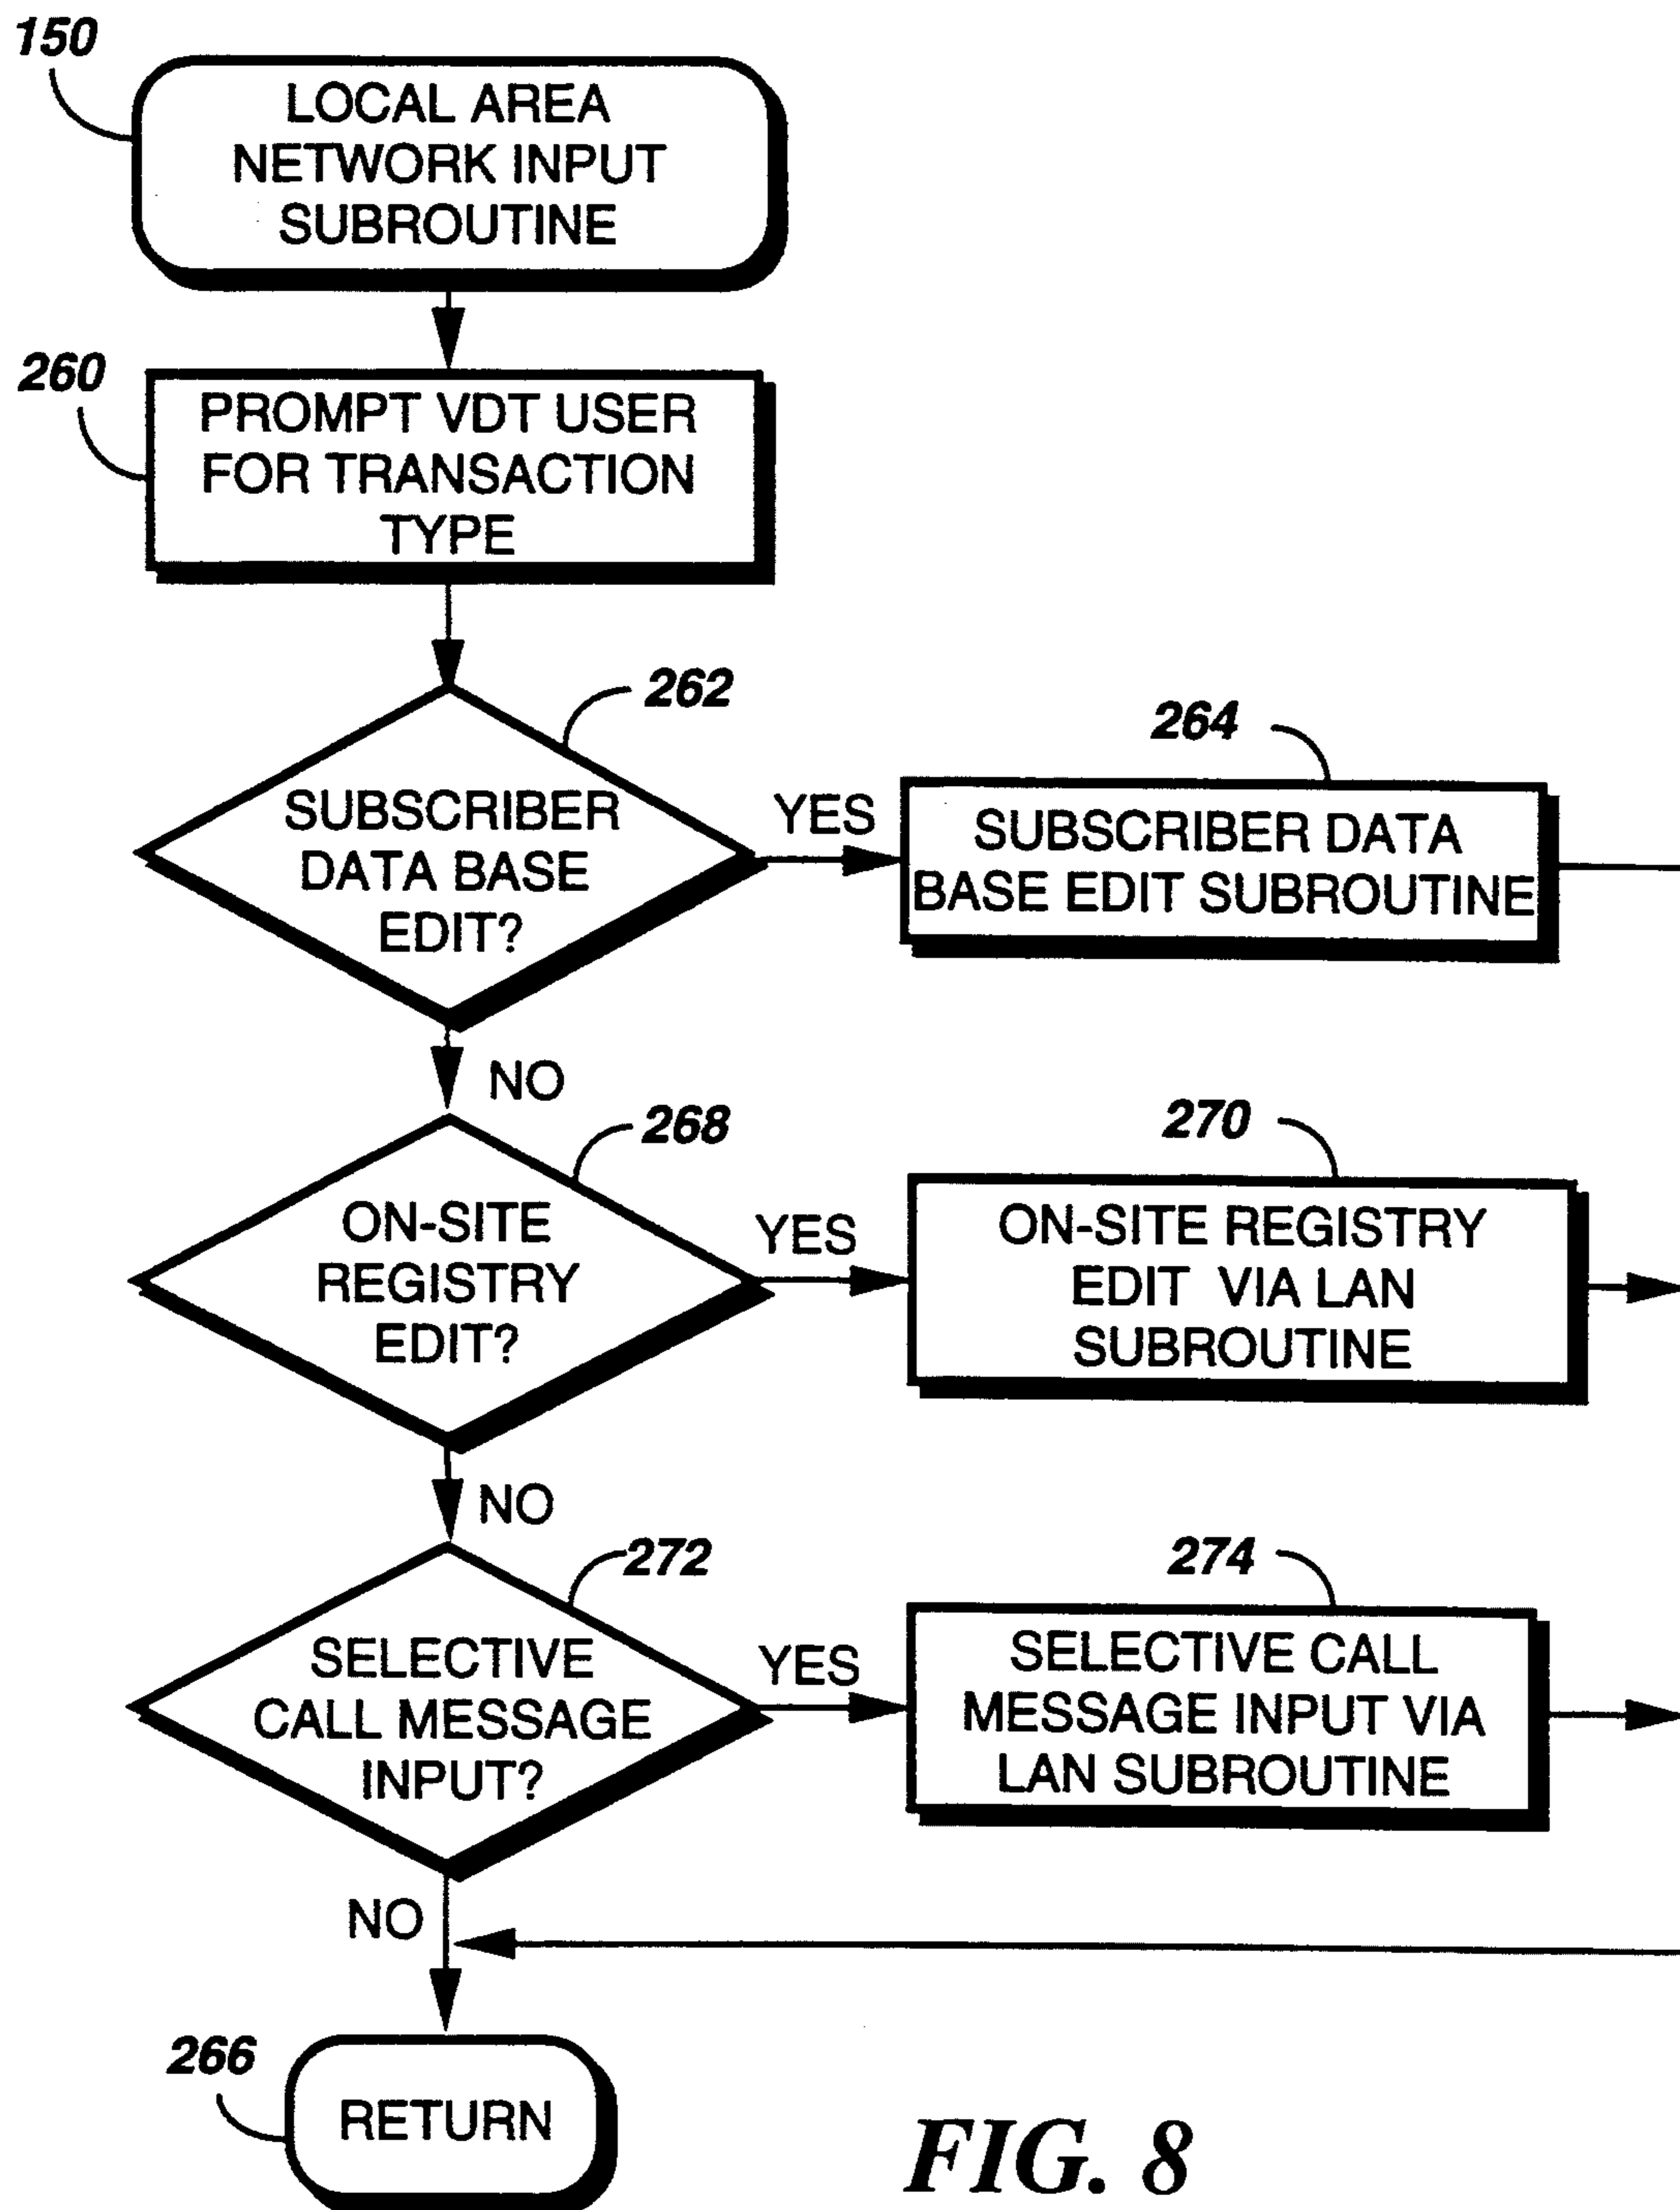 150
LOCAL AREA
NETWORK INPUT
SUBROUTINE
260
PROMPT VDT USER
FOR TRANSACTION
TYPE
262
SUBSCRIBER
DATA BASE
EDIT?
YES
264
SUBSCRIBER DATA
BASE EDIT SUBROUTINE
NO
268
ON-SITE
REGISTRY
EDIT?
YES
270
ON-SITE REGISTRY
EDIT VIA LAN
SUBROUTINE
NO
272
SELECTIVE
CALL MESSAGE
INPUT?
YES
274
SELECTIVE CALL
MESSAGE INPUT VIA
LAN SUBROUTINE
NO
266
RETURN
FIG. 8